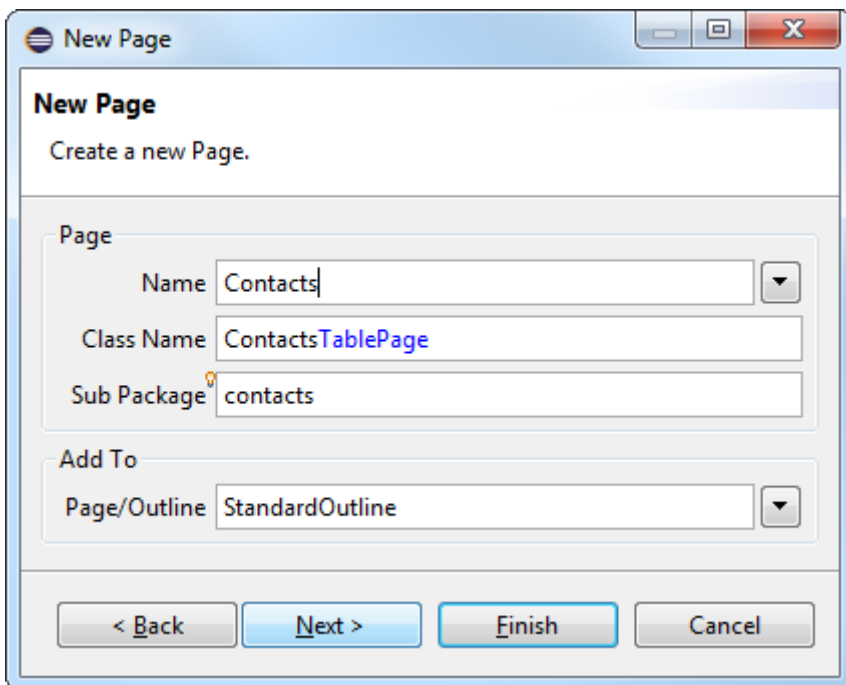 New Page
New Page
Create a new Page.
Page
Name Contacts
Class Name ContactsTablePage
Sub Package contacts
Add To
Page/Outline StandardOutline
< Back Next > Finish Cancel